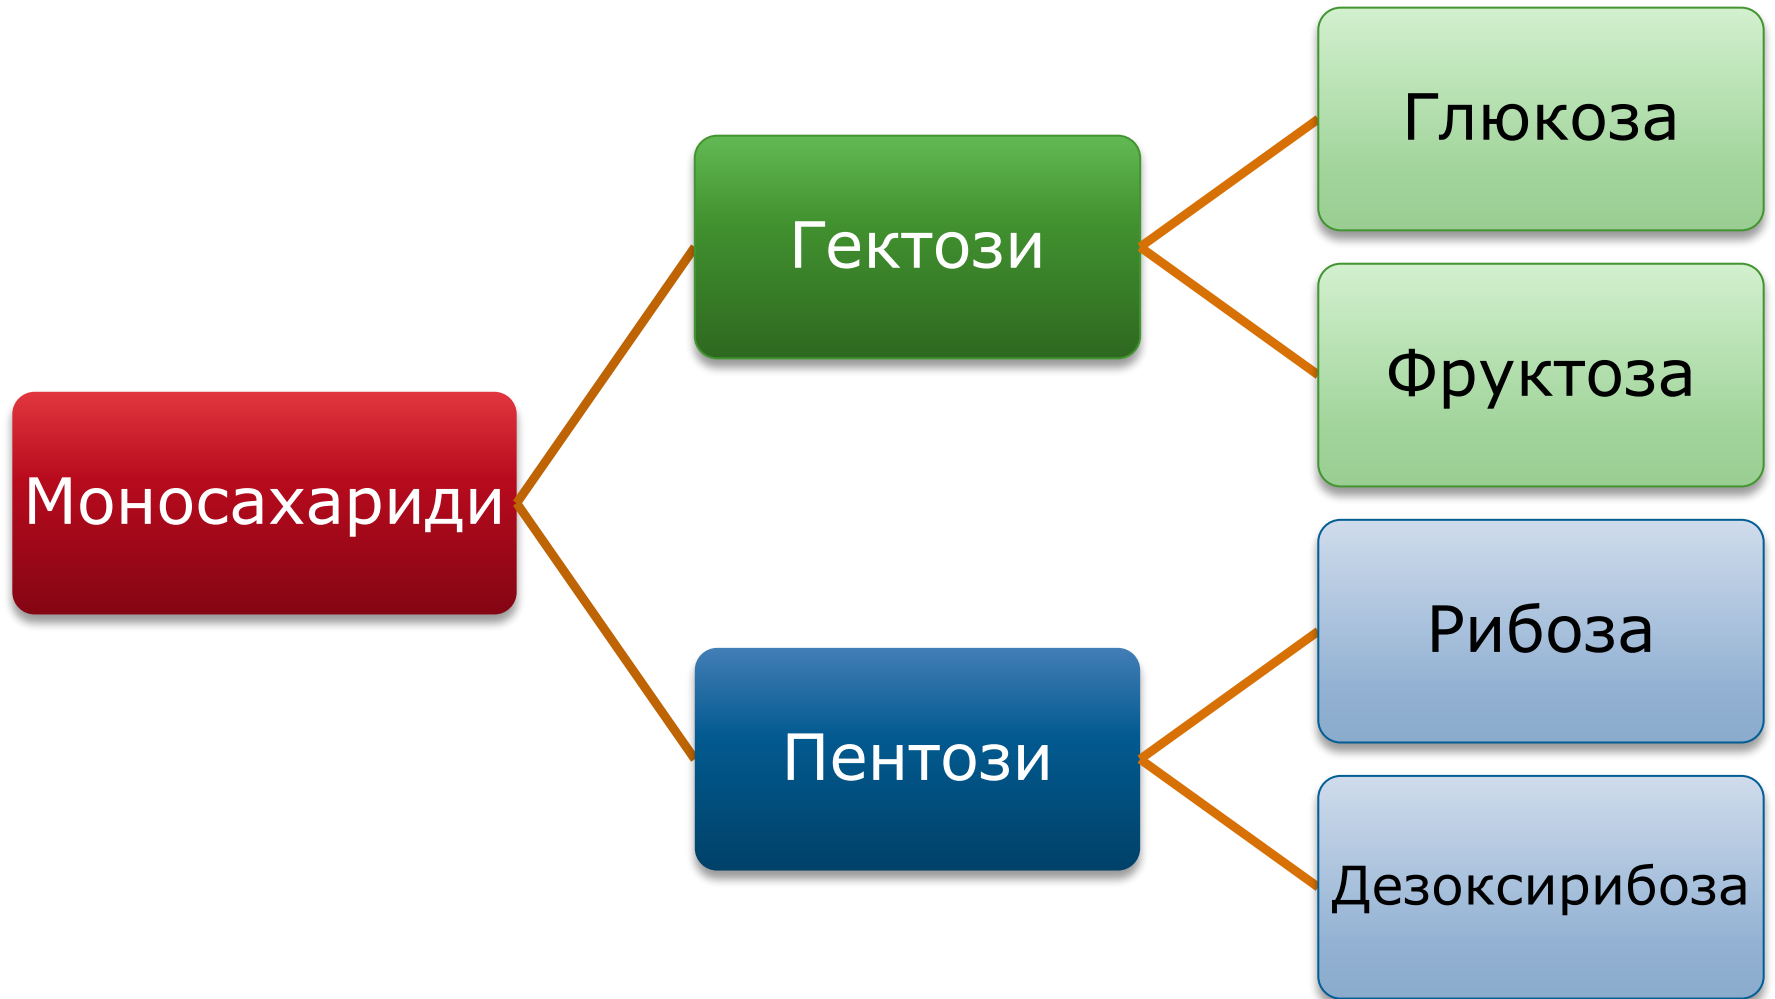 Моносахариди
Гектози
Глюкоза
Фруктоза
Пентози
Рибоза
Дезоксирибоза